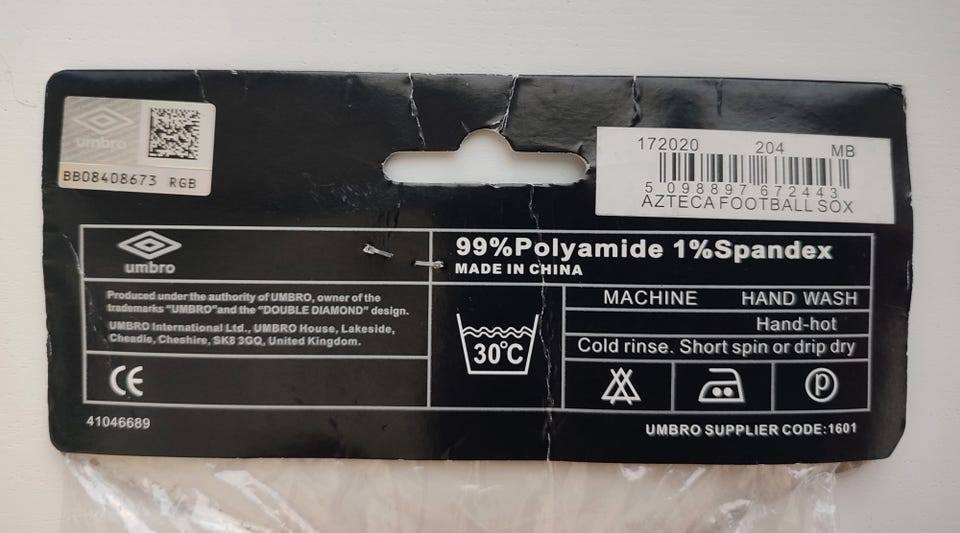 umbro
BB08408673 RGB
172020 204 MB
5 098897 672443
AZTECA FOOTBALL SOX
umbro
99%Polyamide 1%Spandex
MADE IN CHINA
Produced under the authority of UMBRO, owner of the
trademarks "UMBRO"and the "DOUBLE DIAMOND" design.
UMBRO International Ltd., UMBRO House, Lakeside,
Cheadle, Cheshire, SK8 3GQ, United Kingdom.
CE
30°C
MACHINE HAND WASH
Hand-hot
Cold rinse. Short spin or drip dry
P
41046689
UMBRO SUPPLIER CODE:1601